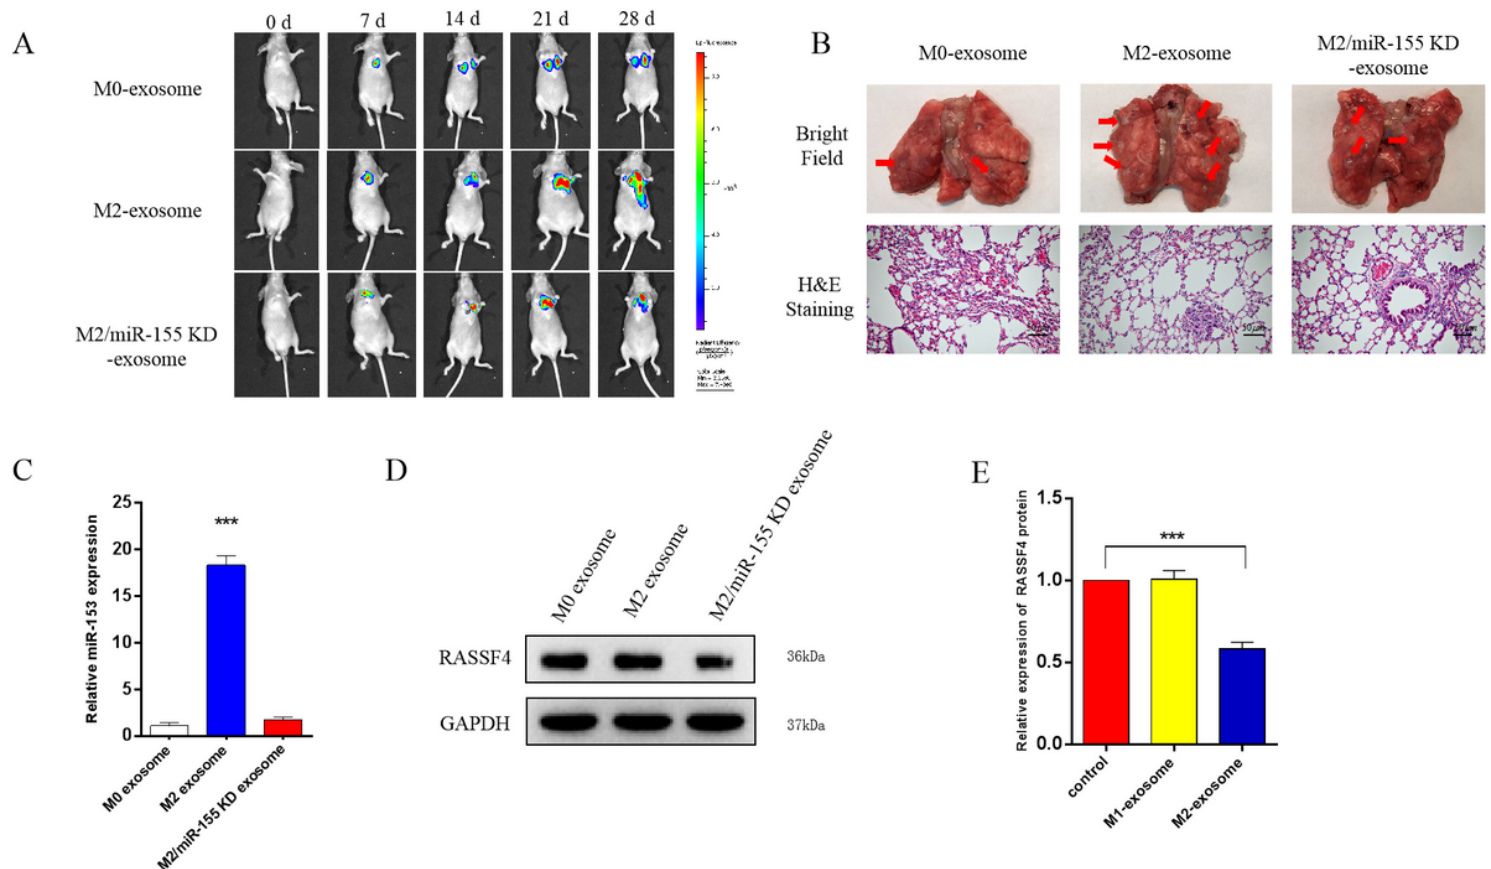 A
0 d
7 d
14 d
21 d
28 d
M0-exosome
M2-exosome
M2/miR-155 KD
-exosome
B
M0-exosome
M2-exosome
M2/miR-155 KD
-exosome
Bright
Field
H&E
Staining
50 μm
C
Relative miR-153 expression
25
20
15
10
5
0
***
M0 exosome
M2 exosome
M2/miR-155 KD exosome
D
M0 exosome
M2 exosome
M2/miR-155 KD exosome
RASSF4
36kDa
GAPDH
37kDa
E
Relative expression of RASSF4 protein
1.5
1.0
0.5
0.0
***
control
M1-exosome
M2-exosome